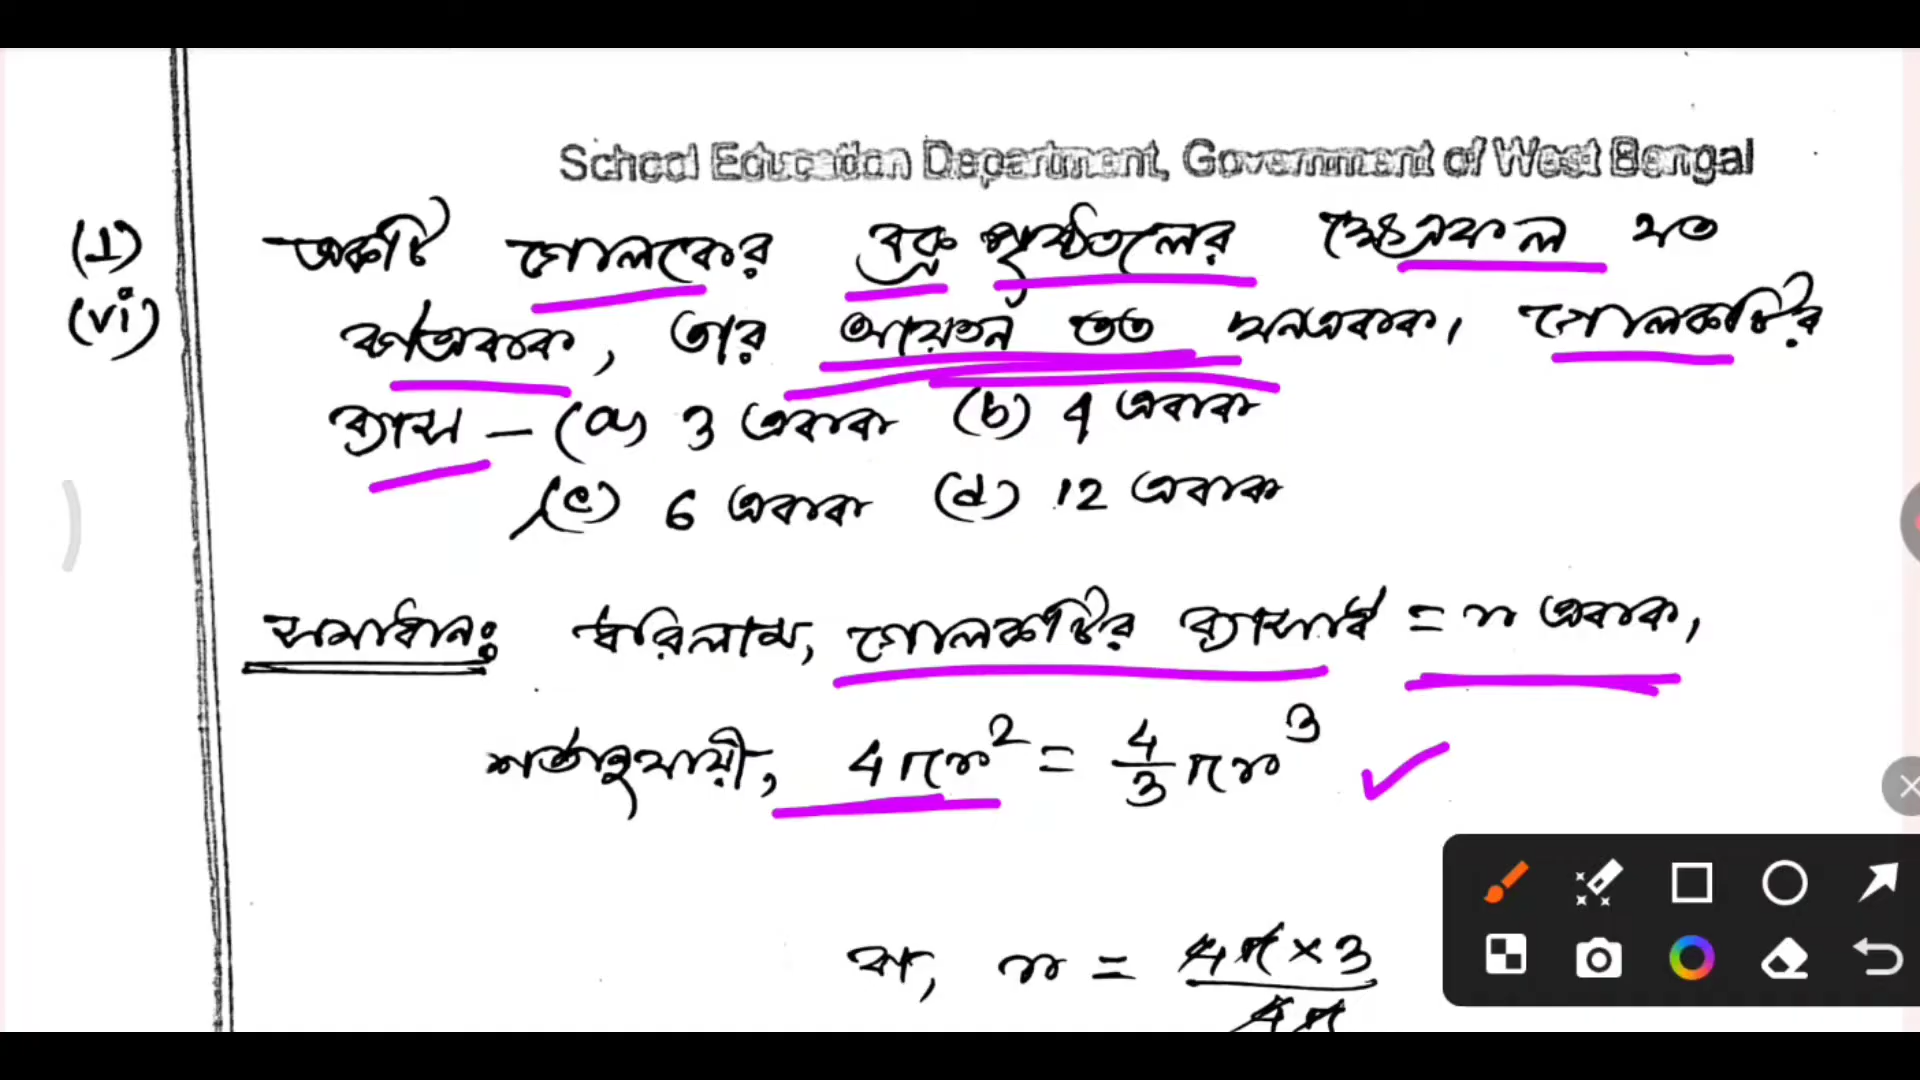 School Education Department, Government of West Bengal
(1) একটি গোলকের বক্র পৃষ্ঠতলের ক্ষেত্রফল যত
(vi) বর্গএকক, তার আয়তন তত ঘনএকক। গোলকটির
ব্যাস – (a) 3 একক (b) 4 একক
(c) 6 একক (d) 12 একক
সমাধান: ধরিলাম, গোলকটির ব্যাসার্ধ = r একক,
শর্তানুযায়ী, 4πr² = 4/3 πr³
বা, r = 4π×3 / 4π